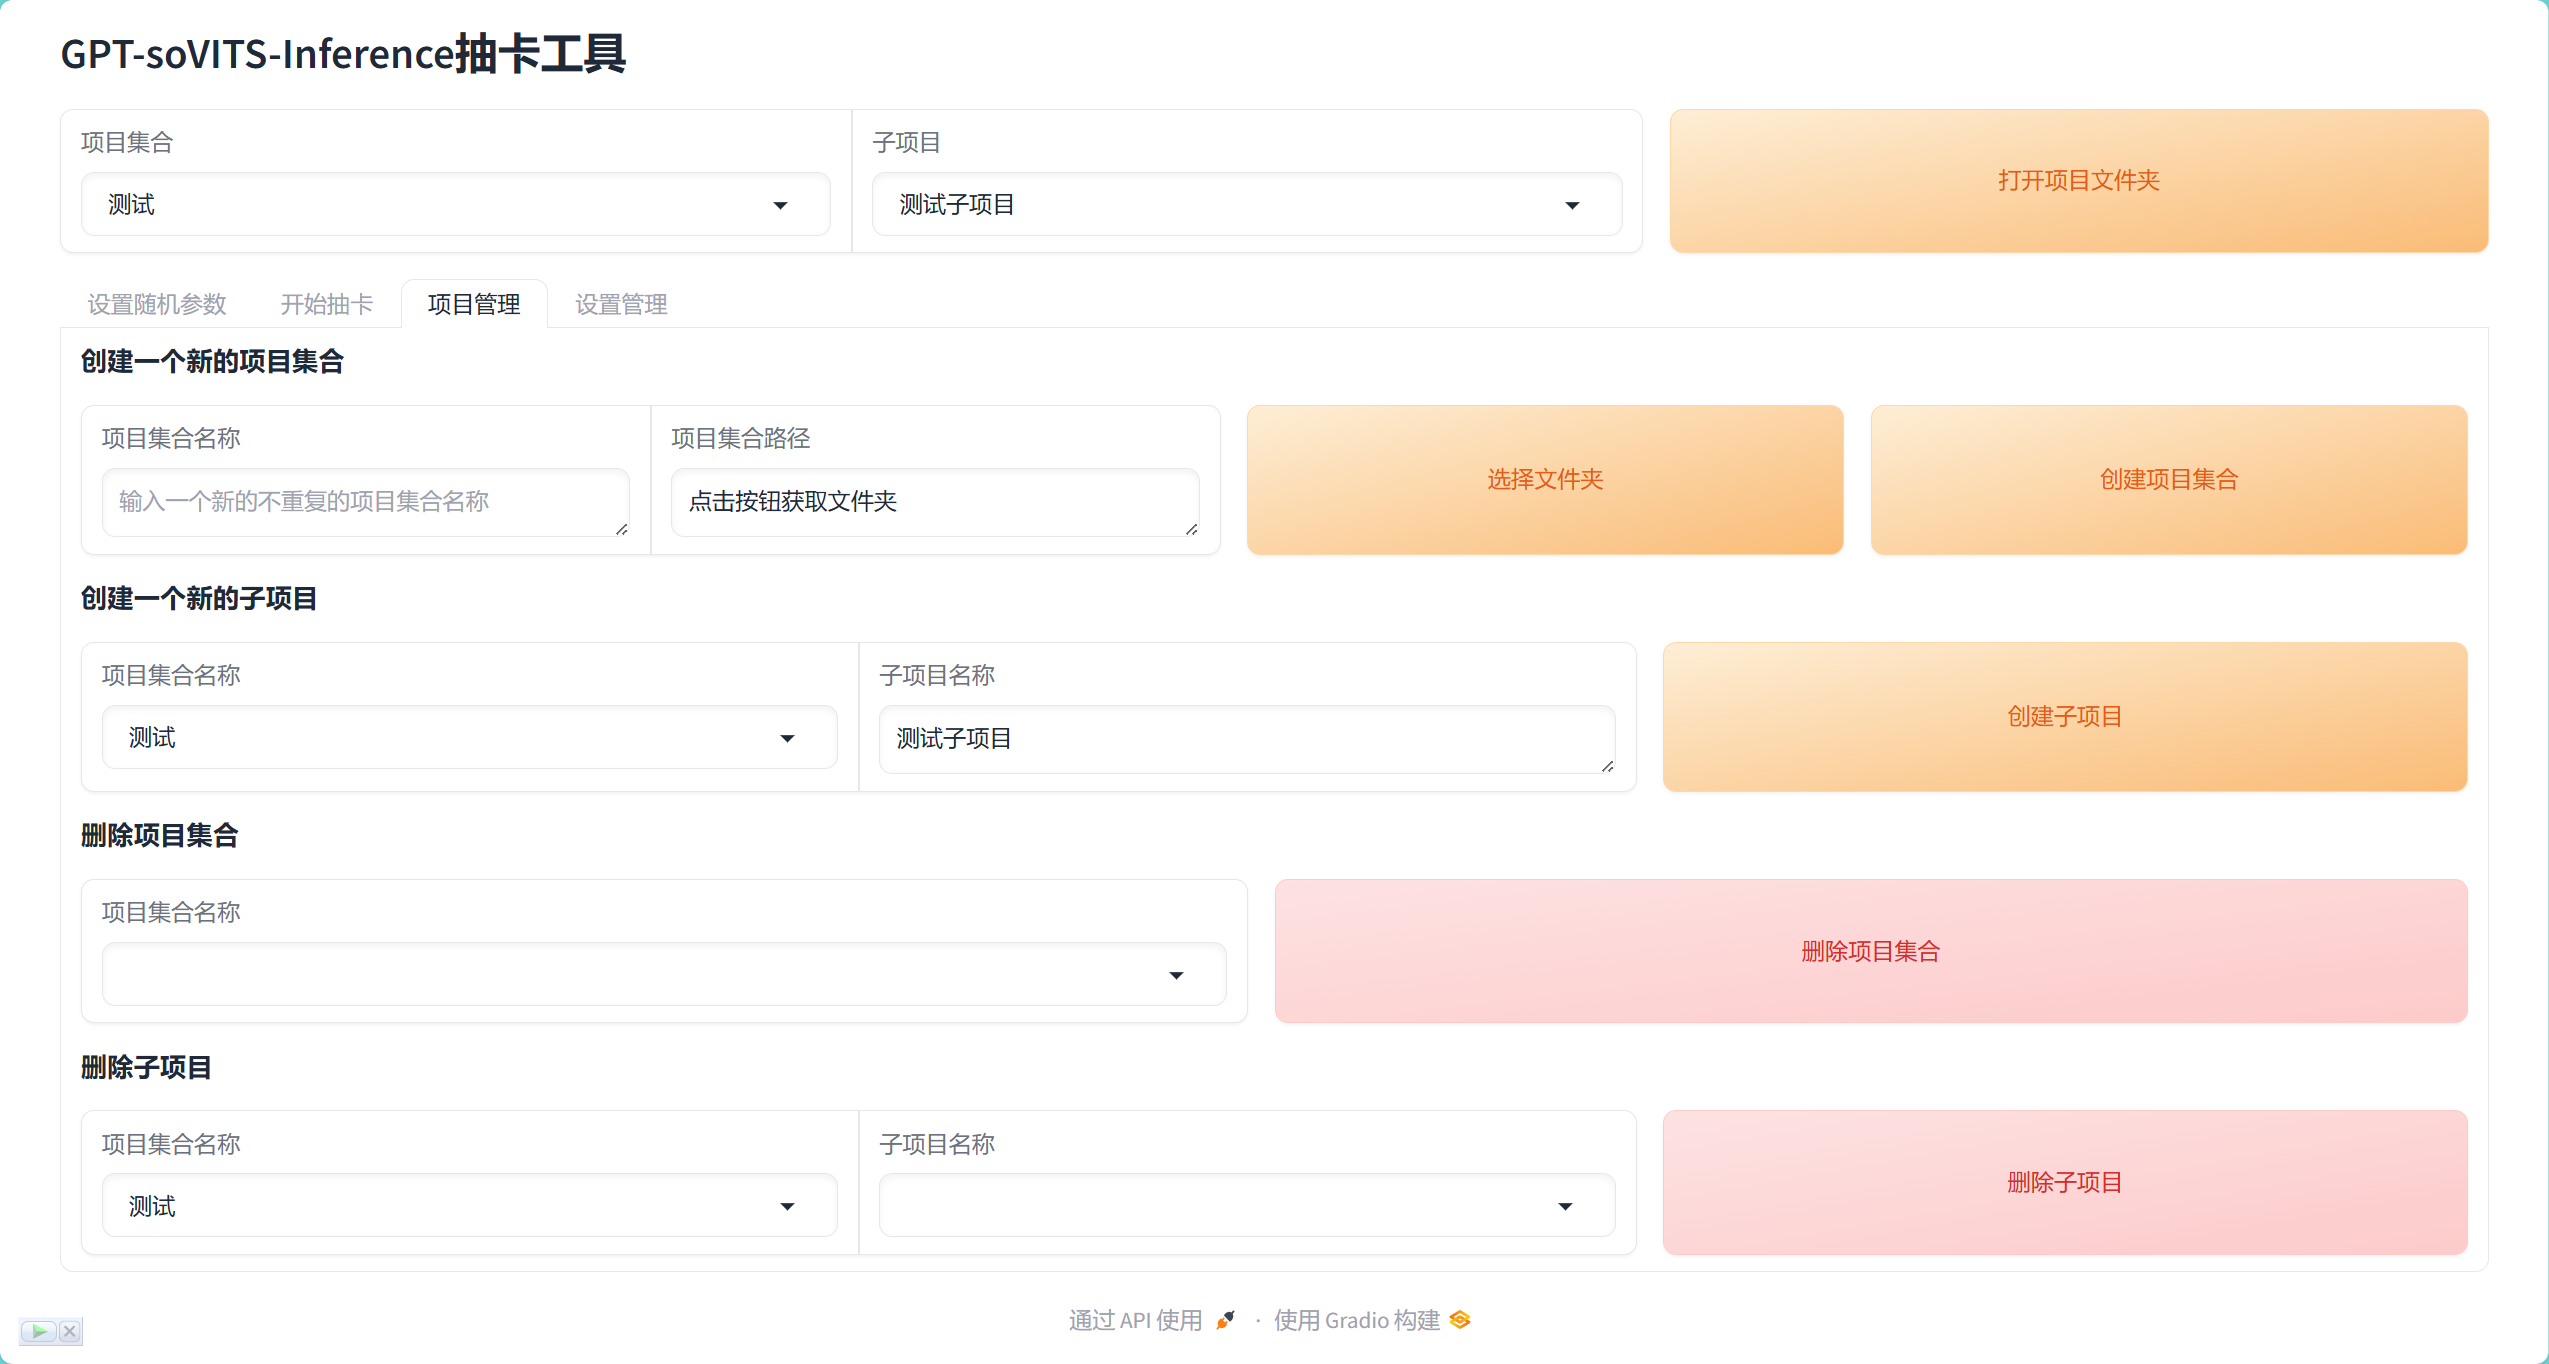 GPT-soVITS-Inference抽卡工具
项目集合
子项目
测试
测试子项目
打开项目文件夹
设置随机参数
开始抽卡
项目管理
设置管理
创建一个新的项目集合
项目集合名称
项目集合路径
输入一个新的不重复的项目集合名称
点击按钮获取文件夹
选择文件夹
创建项目集合
创建一个新的子项目
项目集合名称
子项目名称
测试
测试子项目
创建子项目
删除项目集合
项目集合名称
删除项目集合
删除子项目
项目集合名称
子项目名称
测试
删除子项目
通过 API 使用 · 使用 Gradio 构建